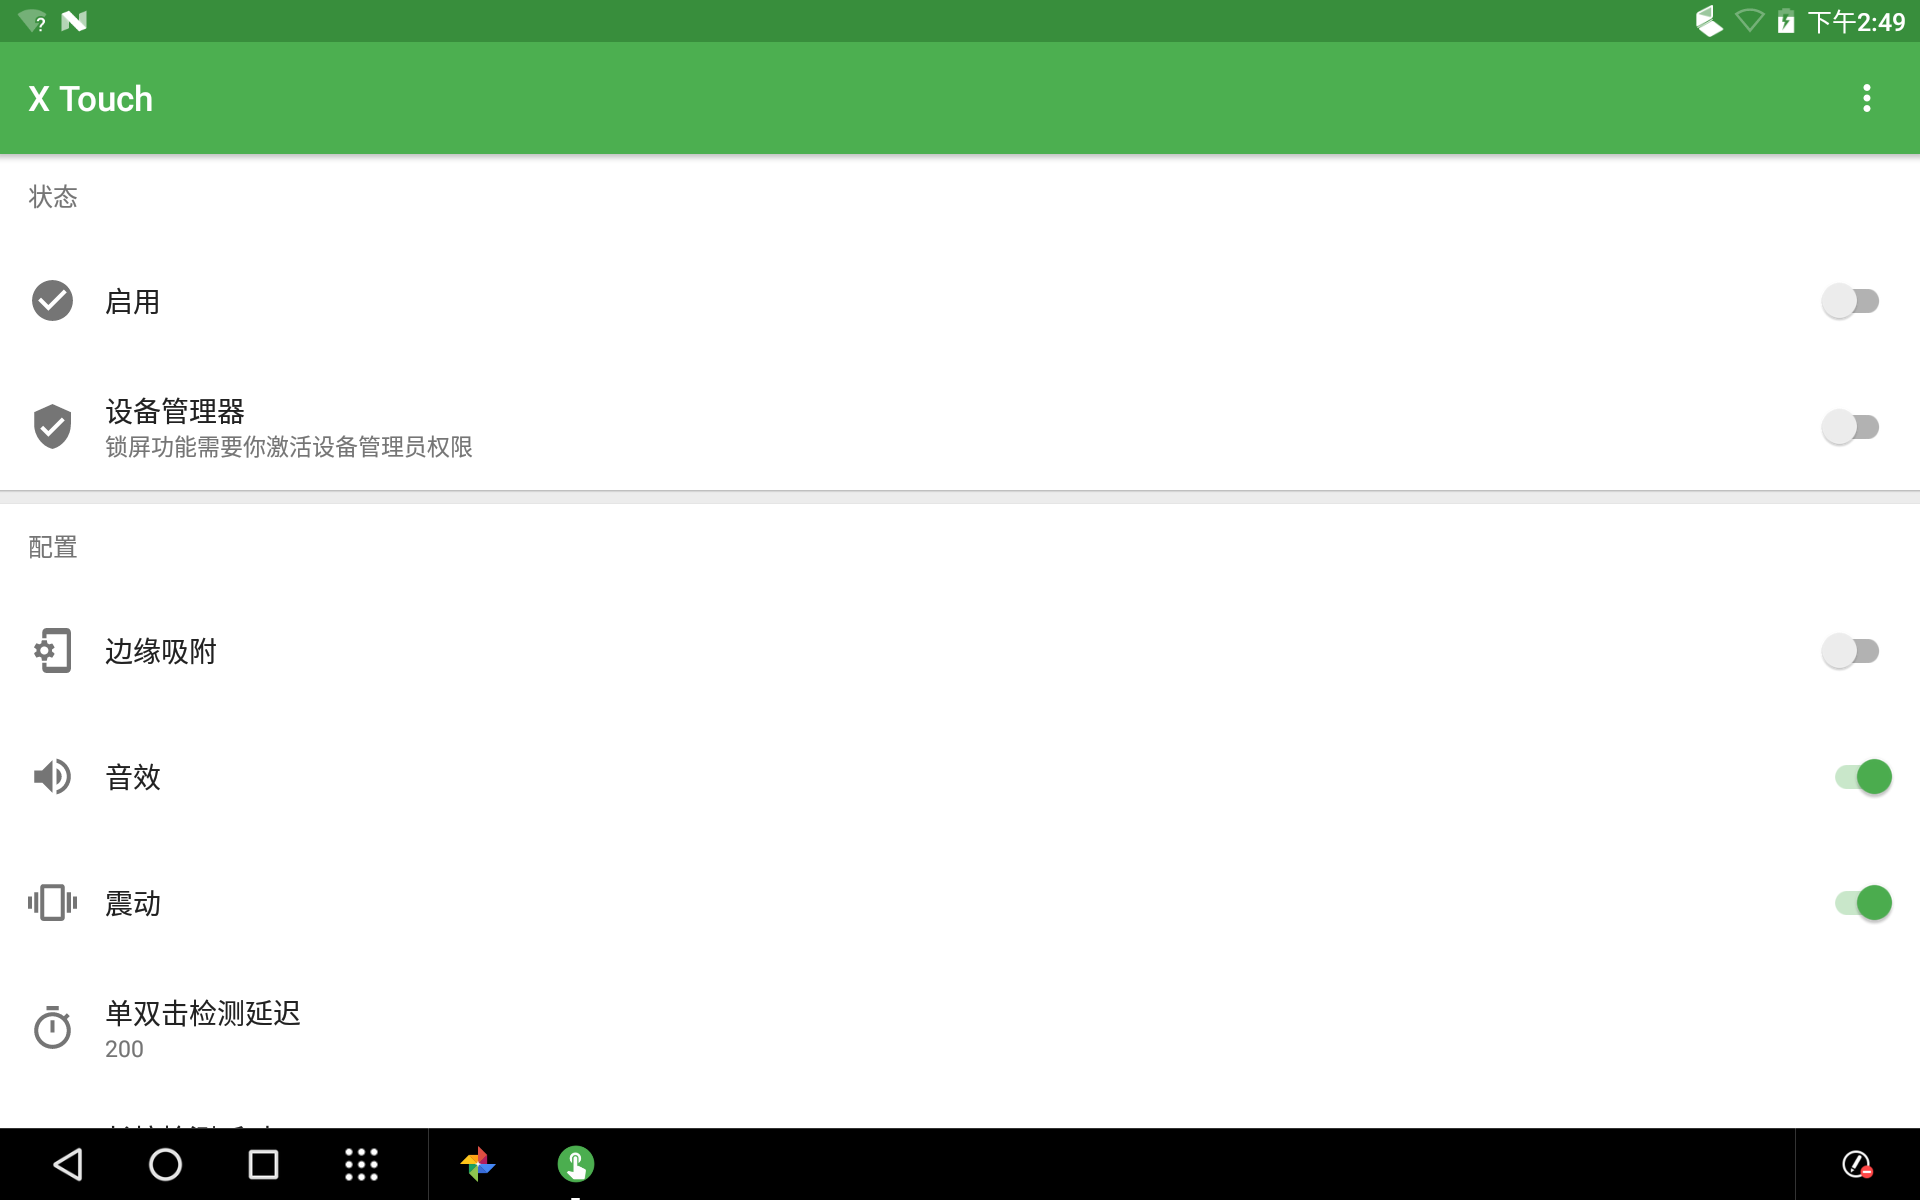 下午2:49
X Touch
状态
启用
设备管理器
锁屏功能需要你激活设备管理员权限
配置
边缘吸附
音效
震动
单双击检测延迟
200